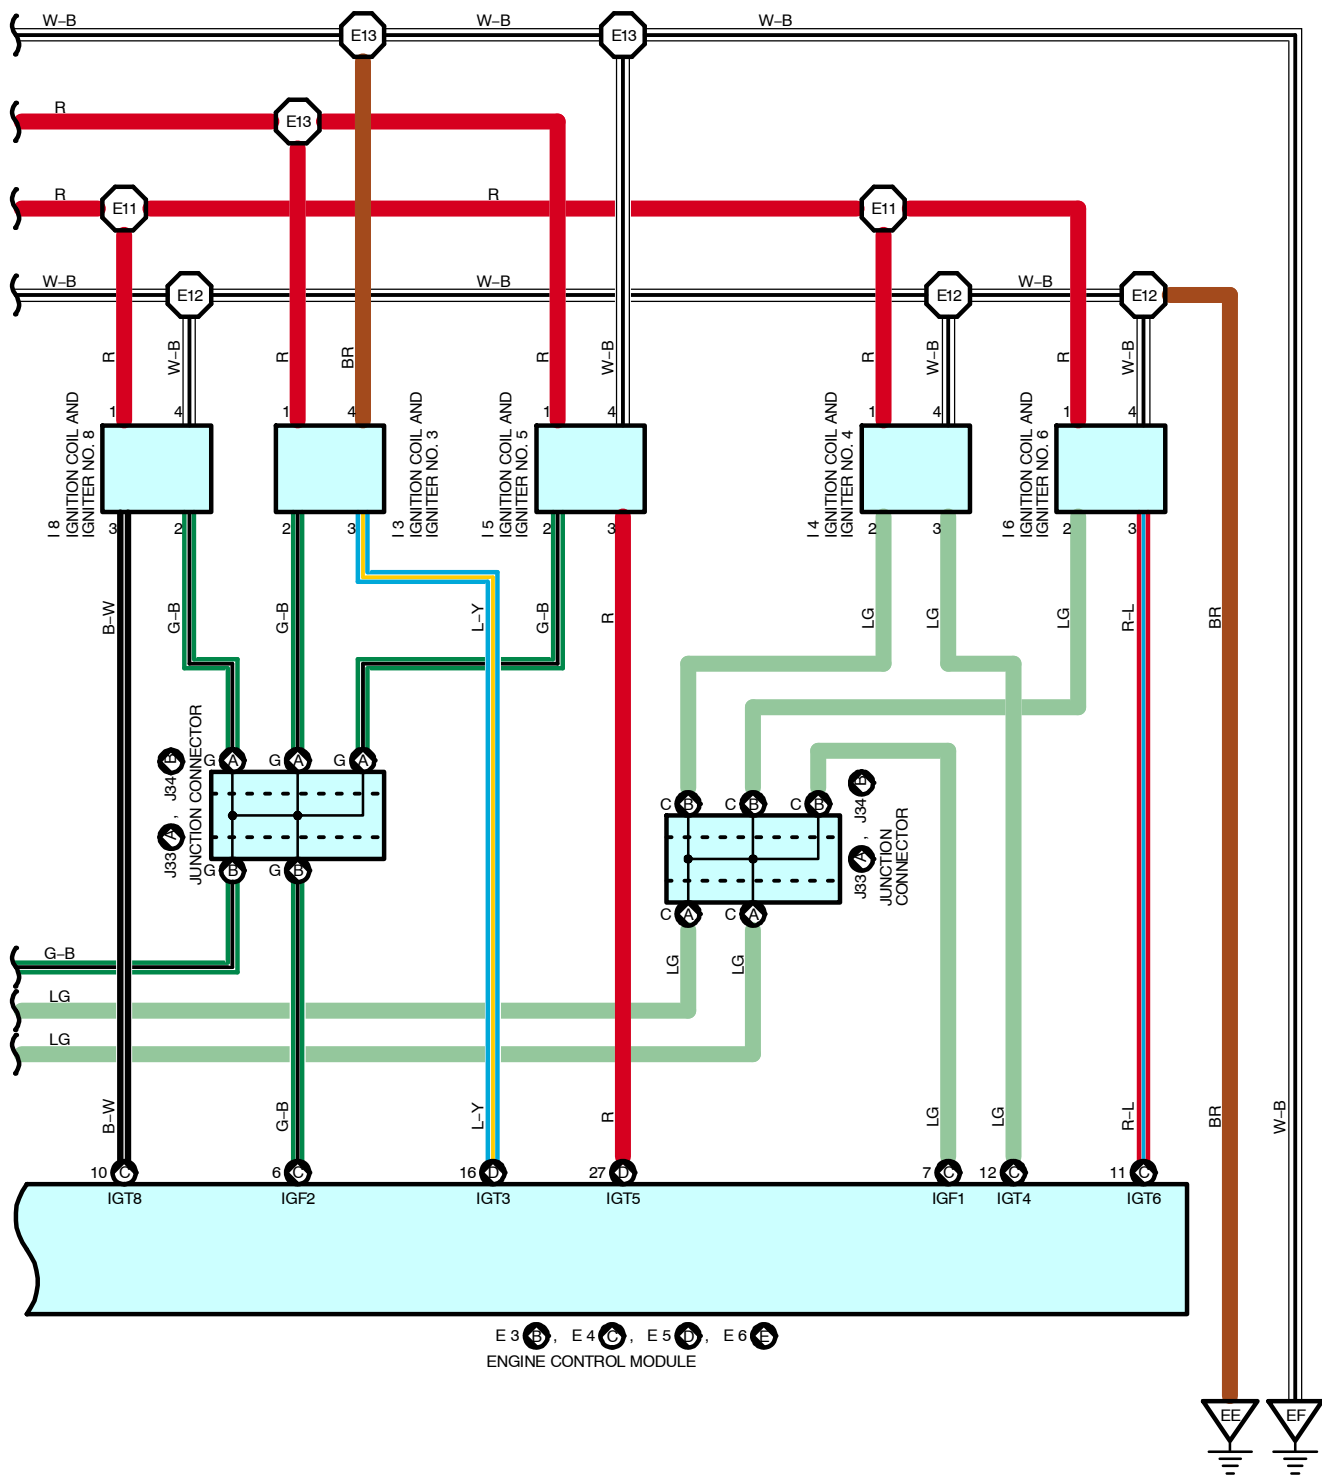 W–B
W–B
W–B
E13
E13
R
E13
R
R
E11
E11
W–B
W–B
W–B
E12
E12
E12
R
W–B
R
BR
R
W–B
R
W–B
R
W–B
1
4
1
4
1
4
1
4
1
4
I 8
IGNITION COIL AND
IGNITER NO. 8
I 3
IGNITION COIL AND
IGNITER NO. 3
I 5
IGNITION COIL AND
IGNITER NO. 5
I 4
IGNITION COIL AND
IGNITER NO. 4
I 6
IGNITION COIL AND
IGNITER NO. 6
3
2
2
3
2
3
2
3
2
3
B–W
G–B
G–B
L–Y
G–B
R
LG
LG
LG
R–L
BR
J33 A , J34 B
JUNCTION CONNECTOR
G A
G A
G A
G B
G B
C B
C B
C B
J33 A , J34 B
JUNCTION
CONNECTOR
C A
C A
G–B
LG
LG
LG
LG
B–W
G–B
L–Y
R
LG
LG
R–L
BR
W–B
10 C
6 C
16 D
27 D
7 C
12 C
11 C
IGT8
IGF2
IGT3
IGT5
IGF1
IGT4
IGT6
E 3 B , E 4 C , E 5 D , E 6 E
ENGINE CONTROL MODULE
EE
EF